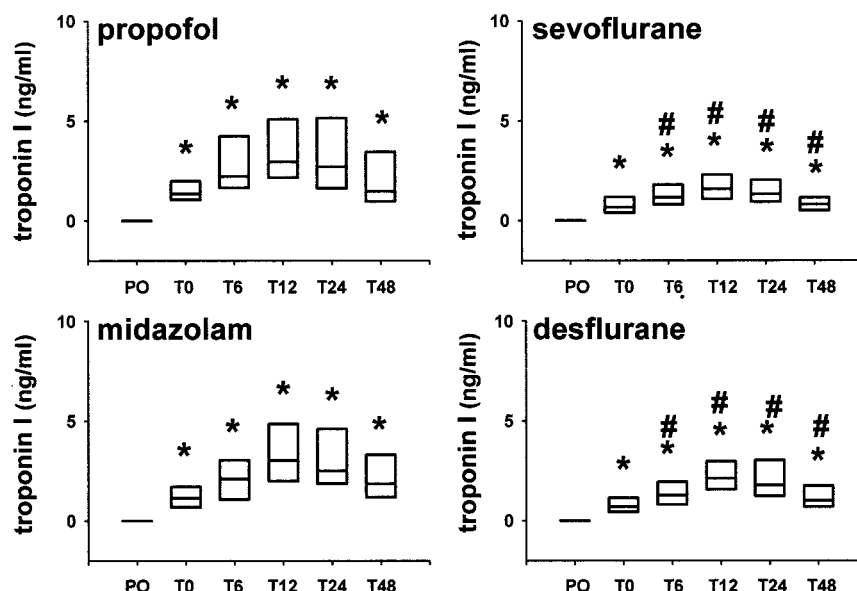 propofol
troponin I (ng/ml)
10
5
0
* * * * *
PO T0 T6 T12 T24 T48
sevoflurane
troponin I (ng/ml)
10
5
0
# # # #
* * * * *
PO T0 T6 T12 T24 T48
midazolam
troponin I (ng/ml)
10
5
0
* * * * *
PO T0 T6 T12 T24 T48
desflurane
troponin I (ng/ml)
10
5
0
# # # #
* * * * *
PO T0 T6 T12 T24 T48